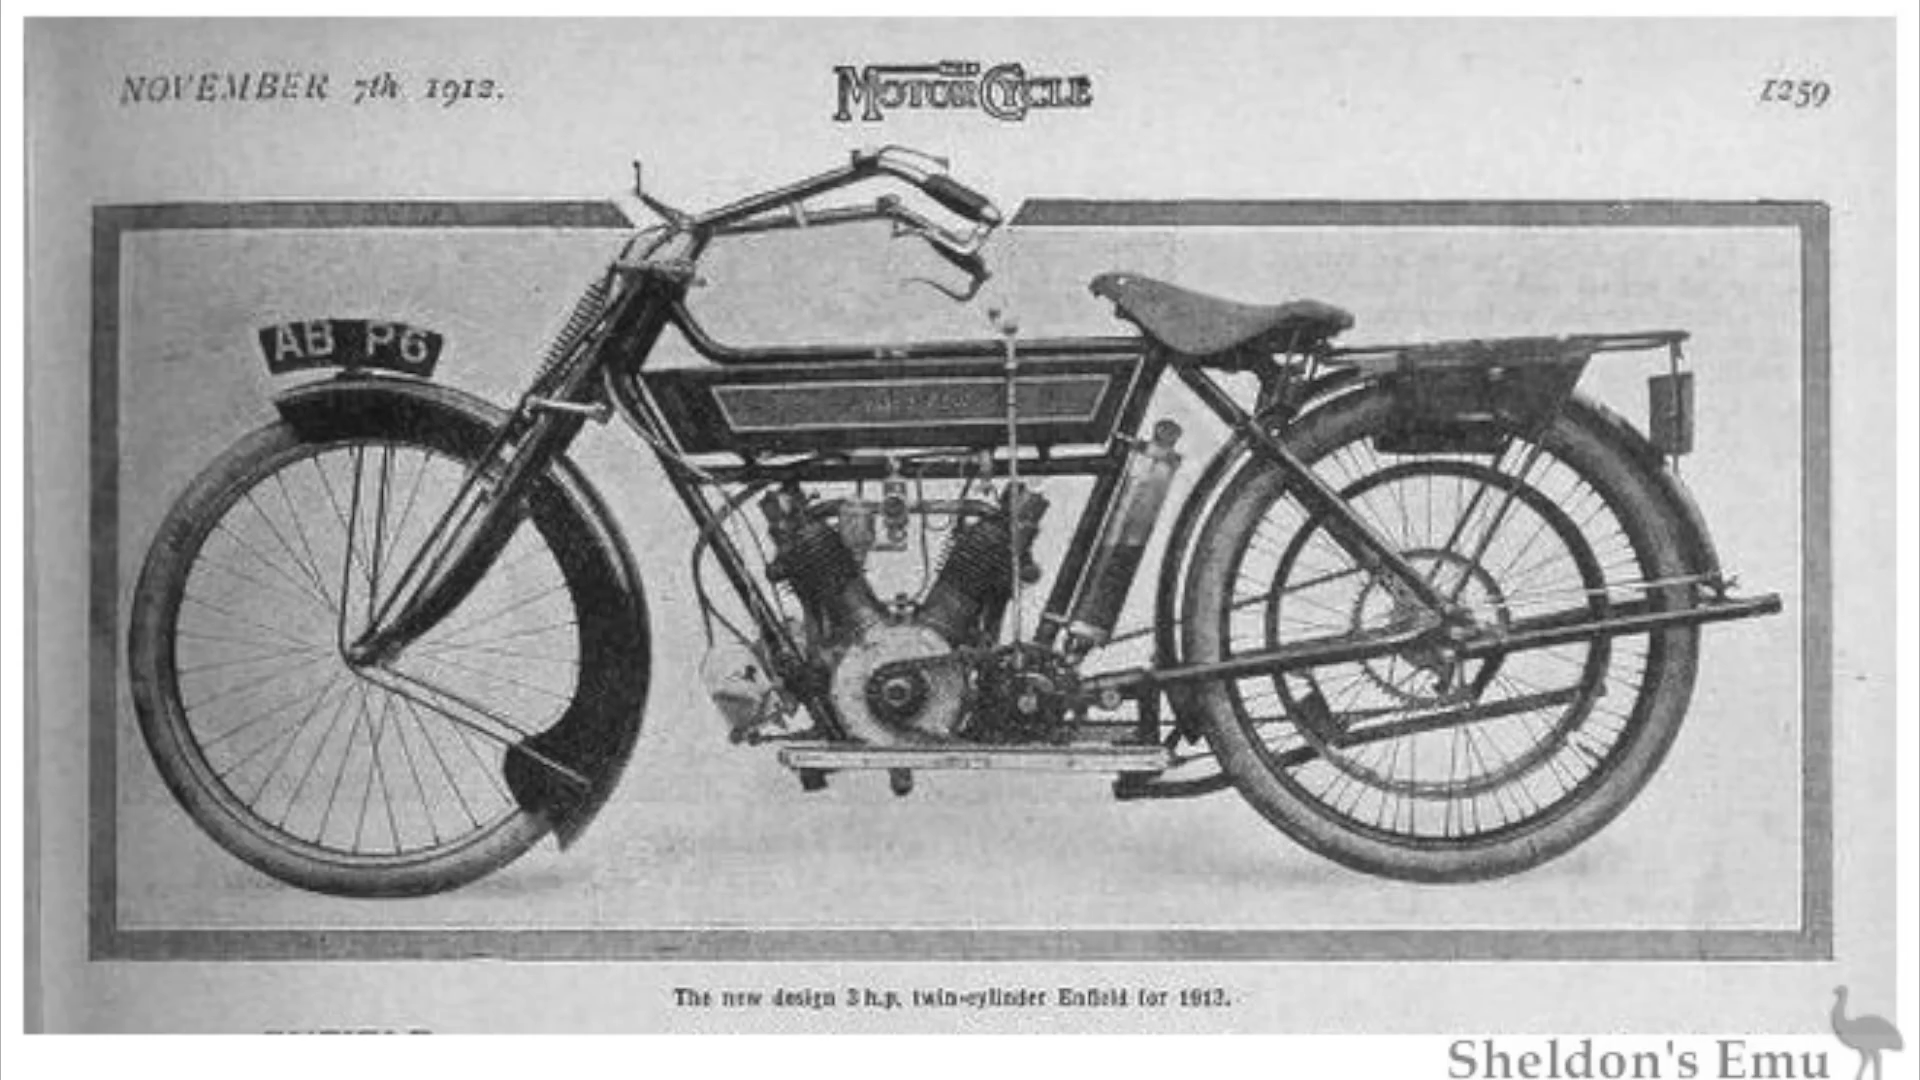 NOVEMBER 7th 1912.
THE
MOTOR CYCLE
1259
AB P6
The new design 3 h.p. twin-cylinder Enfield for 1913.
Sheldon's Emu